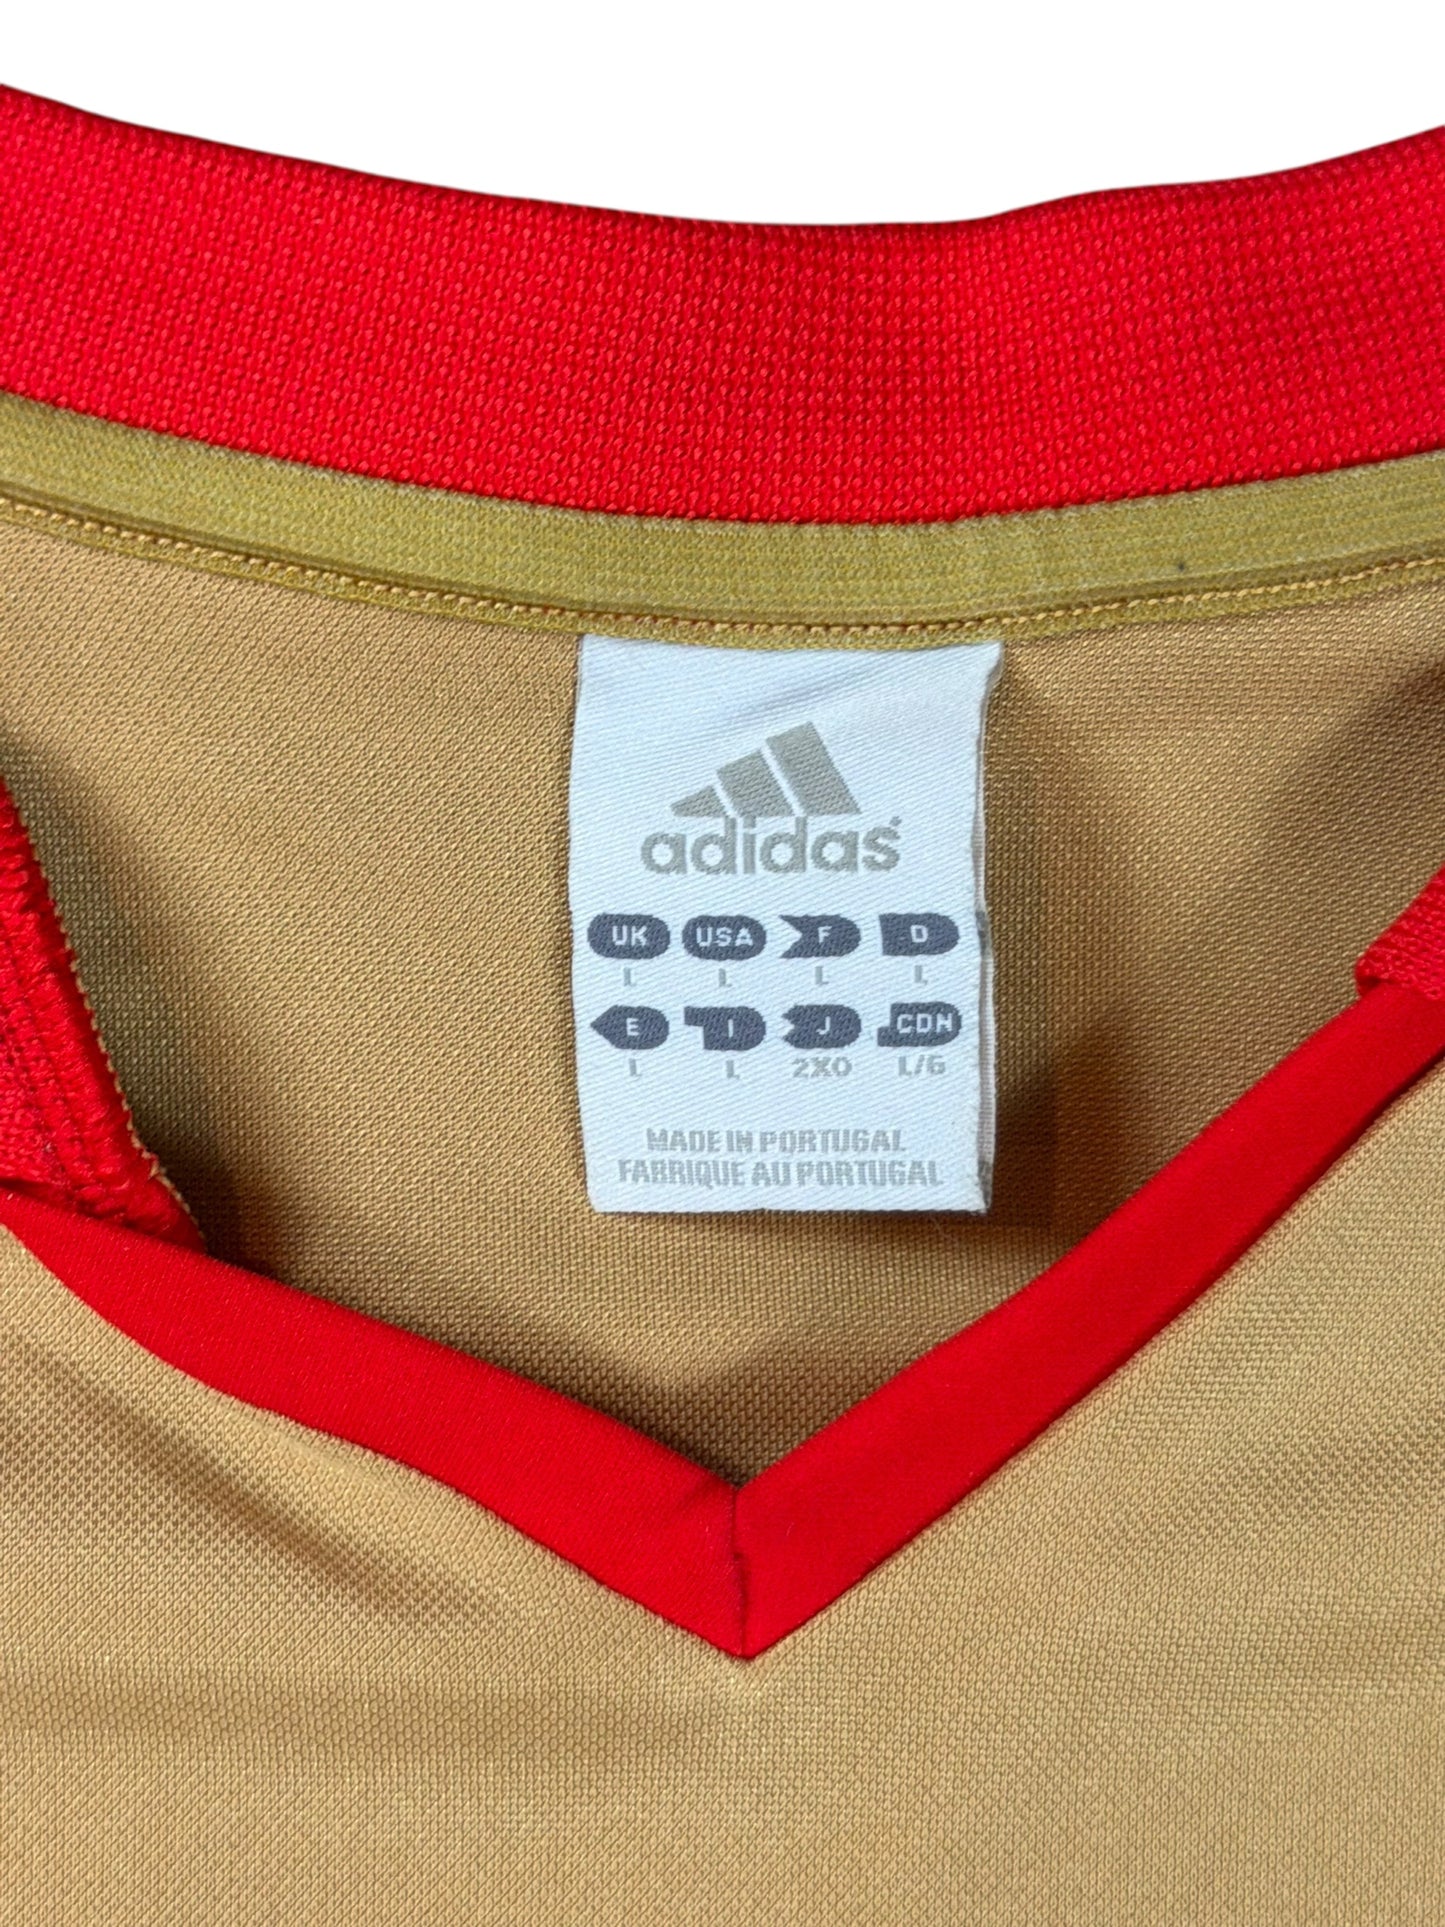 adidas
UK USA F D
L L L L
E I J CDN
L L 2XO L/G
MADE IN PORTUGAL
FABRIQUE AU PORTUGAL